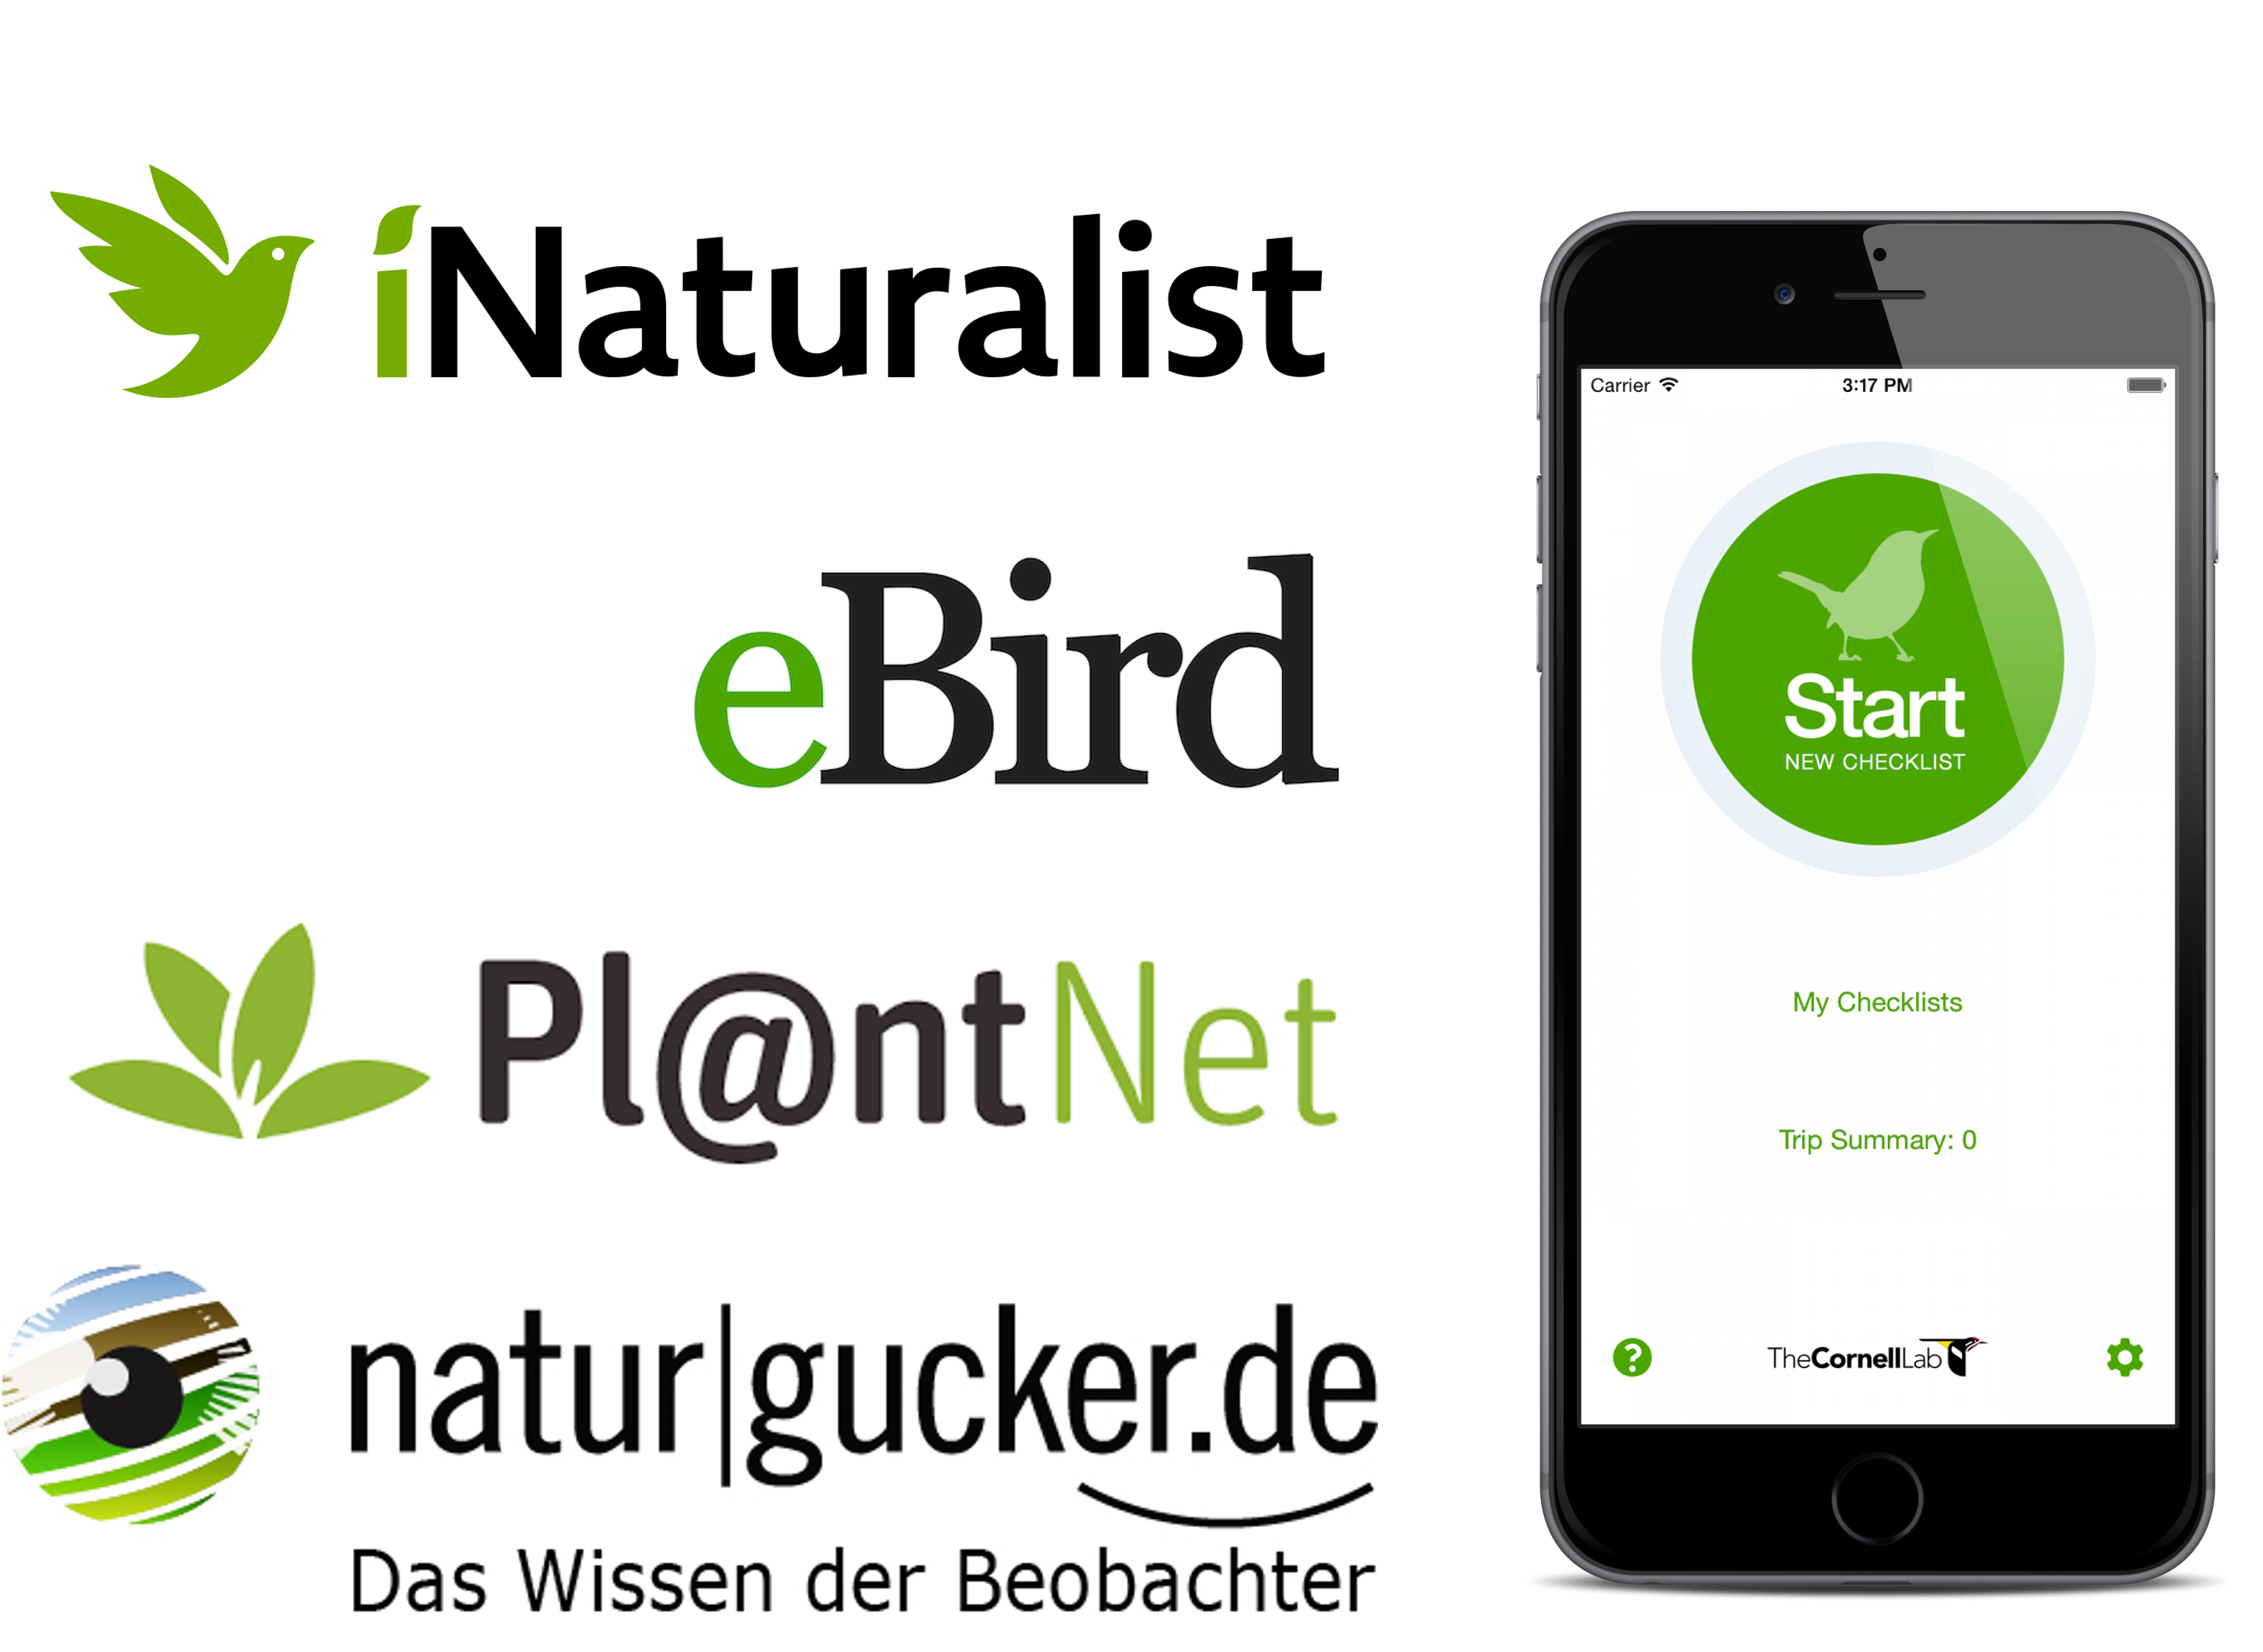 iNaturalist
eBird
Pl@ntNet
natur|gucker.de
Das Wissen der Beobachter
Carrier 3:17 PM
Start
NEW CHECKLIST
My Checklists
Trip Summary: 0
? TheCornellLab